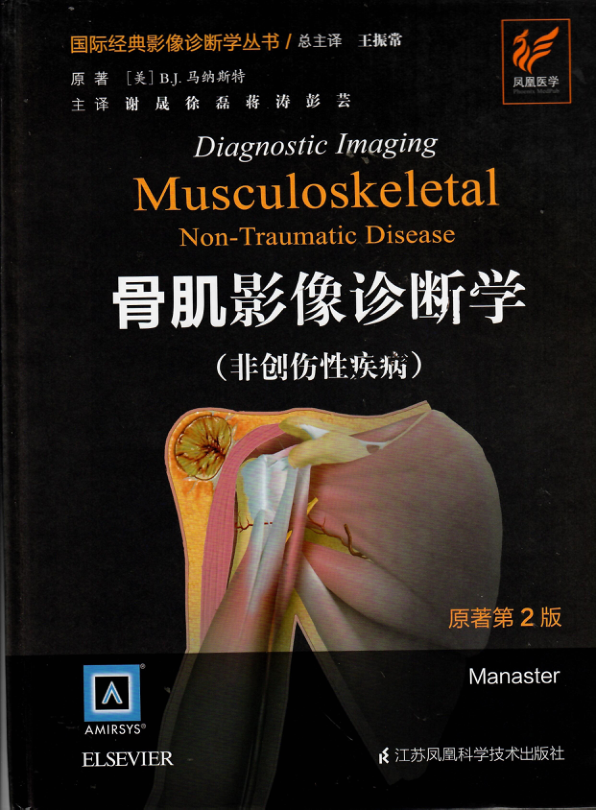 国际经典影像诊断学丛书 / 总主译 王振常
原 著 [美] B.J. 马纳斯特
主 译 谢 晟 徐 磊 蒋 涛 彭 芸
凤凰医学
Phoenix MedPub
Diagnostic Imaging
Musculoskeletal
Non-Traumatic Disease
骨肌影像诊断学
(非创伤性疾病)
原著第 2 版
Manaster
AMIRSYS®
ELSEVIER
江苏凤凰科学技术出版社